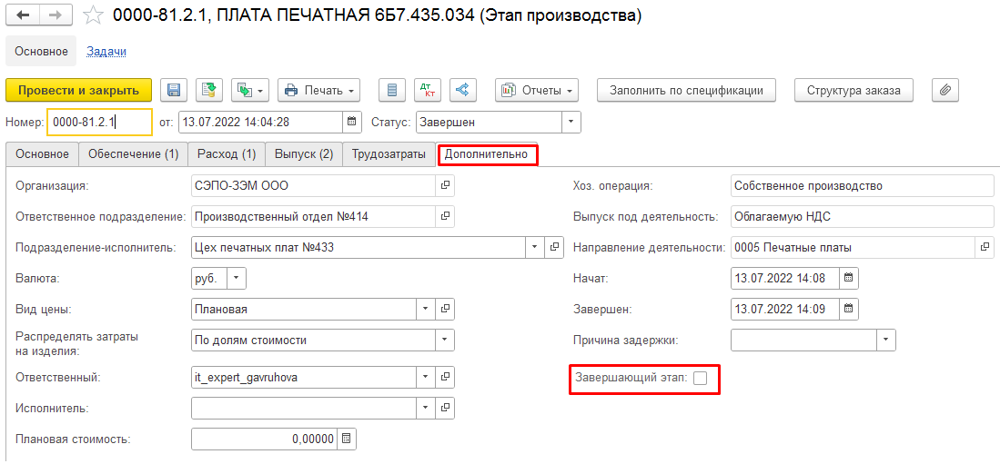 0000-81.2.1, ПЛАТА ПЕЧАТНАЯ 6Б7.435.034 (Этап производства)
Основное Задачи
Провести и закрыть Печать Дт Кт Отчеты Заполнить по спецификации Структура заказа
Номер: 0000-81.2.1 от: 13.07.2022 14:04:28 Статус: Завершен
Основное Обеспечение (1) Расход (1) Выпуск (2) Трудозатраты Дополнительно
Организация: СЭПО-ЗЭМ ООО Хоз. операция: Собственное производство
Ответственное подразделение: Производственный отдел №414 Выпуск под деятельность: Облагаемую НДС
Подразделение-исполнитель: Цех печатных плат №433 Направление деятельности: 0005 Печатные платы
Валюта: руб. Начат: 13.07.2022 14:08
Вид цены: Плановая Завершен: 13.07.2022 14:09
Распределять затраты
на изделия: По долям стоимости Причина задержки:
Ответственный: it_expert_gavruhova Завершающий этап:
Исполнитель:
Плановая стоимость: 0,00000